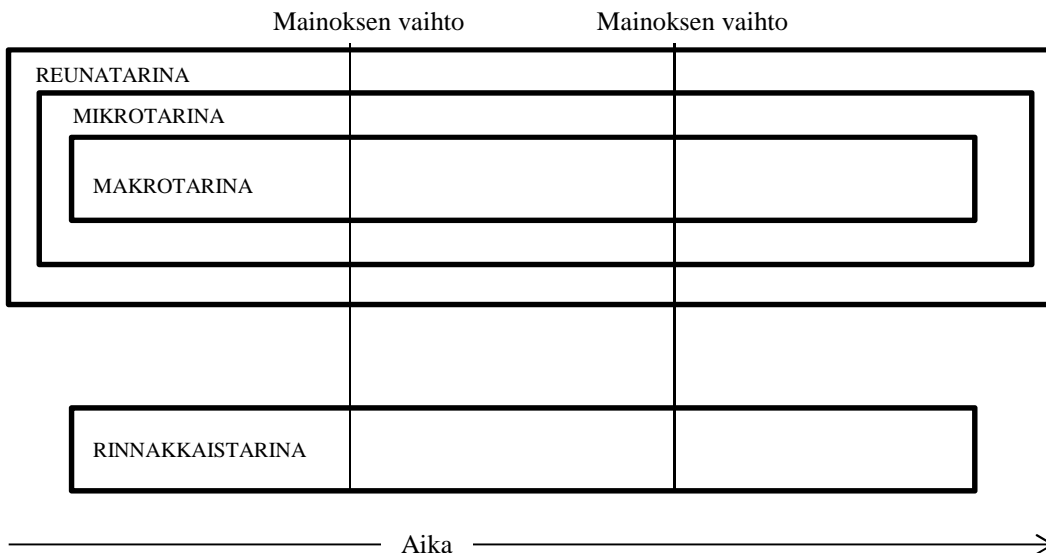 Mainoksen vaihto
Mainoksen vaihto
REUNATARINA
MIKROTARINA
MAKROTARINA
RINNAKKAISTARINA
Aika